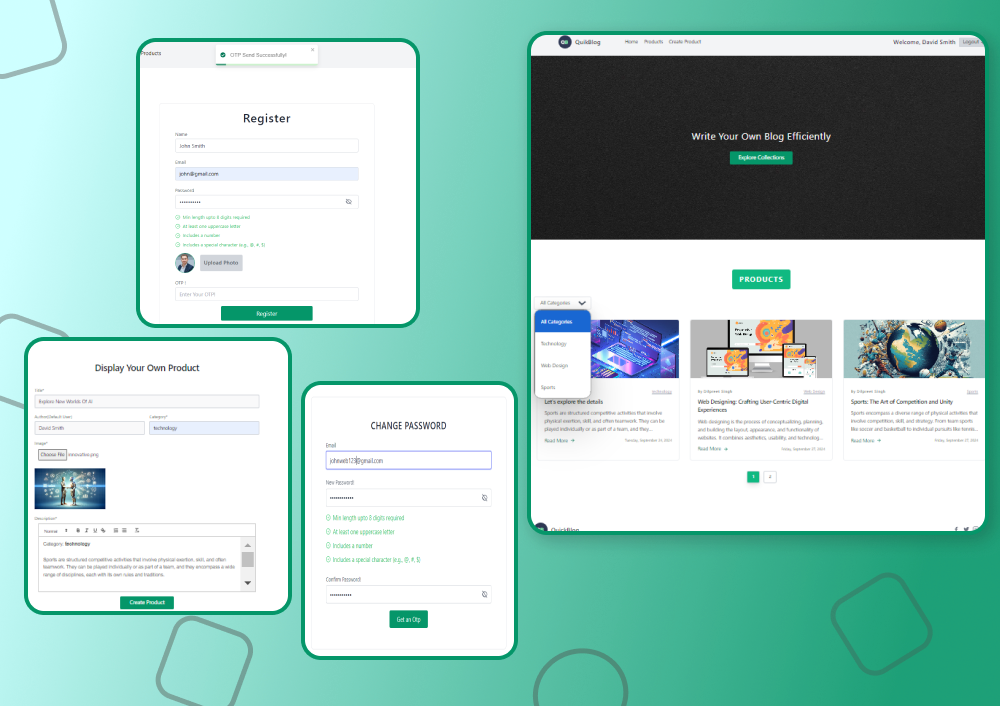 Products
OTP Send Successfully!
Register
Name
John Smith
Email
john@gmail.com
Password
Min length upto 8 digits required
At least one uppercase letter
Includes a number
Includes a special character (e.g., @, #, $)
Upload Photo
OTP :
Enter Your OTP!
Register
Display Your Own Product
Title*
Explore New Worlds Of AI
Author(Default User)
Category*
David Smith
technology
Image*
Choose File
innovative.png
Description*
Normal
B I U
Category: technology
Sports are structured competitive activities that involve physical exertion, skill, and often
teamwork. They can be played individually or as part of a team, and they encompass a wide
range of disciplines, each with its own rules and traditions.
Create Product
CHANGE PASSWORD
Email
johnweb123@gmail.com
New Password!
Min length upto 8 digits required
At least one uppercase letter
Includes a number
Includes a special character (e.g., @, #, $)
Confirm Password!
Get an Otp
QB
QuikBlog
Home
Products
Create Product
Welcome, David Smith
Logout
Write Your Own Blog Efficiently
Explore Collections
PRODUCTS
All Categories
All Categories
Technology
Web Design
Sports
technology
Let's explore the details
Sports are structured competitive activities that involve
physical exertion, skill, and often teamwork. They can be
played individually or as part of a team, and they...
Read More →
Tuesday, September 10, 2024
Web Design
Web Designing: Crafting User-Centric Digital
Experiences
Web design is the process of conceptualizing, planning,
and building the layout, appearance, and functionality of
websites. It combines aesthetics, usability, and technolog...
Read More →
Friday, September 27, 2024
Sports
Sports: The Art of Competition and Unity
Sports encompass a diverse range of physical activities that
involve skill, competition, and strategy. From team sports
like soccer and basketball to individual pursuits like tennis...
Read More →
Friday, September 27, 2024
1
2
QuikBlog